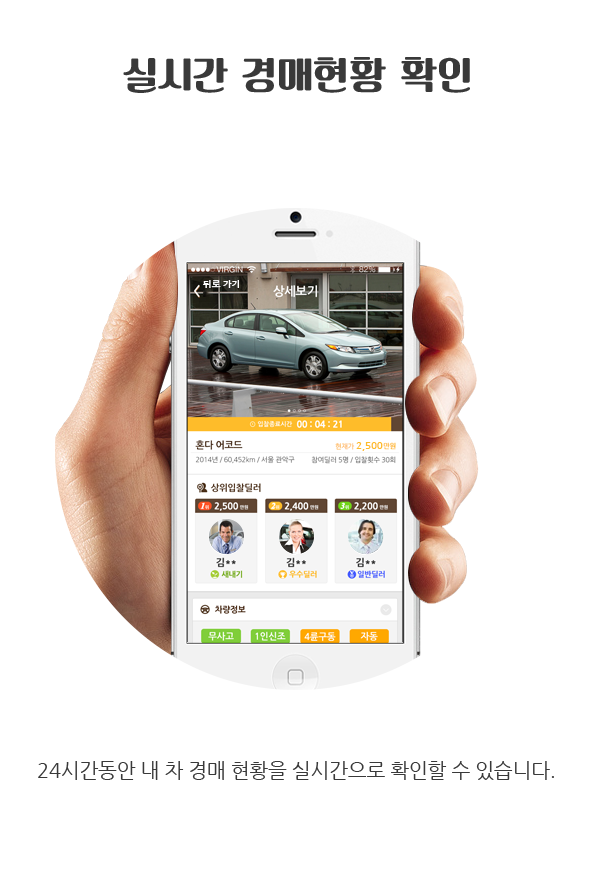 실시간 경매현황 확인
VIRGIN 82%
뒤로 가기
상세보기
입찰종료시간 00 : 04 : 21
혼다 어코드 현재가 2,500만원
2014년 / 60,452km / 서울 관악구 참여딜러 5명 / 입찰횟수 30회
상위입찰딜러
1위 2,500만원 2위 2,400만원 3위 2,200만원
김** 김** 김**
새내기 우수딜러 일반딜러
차량정보
무사고 1인신조 4륜구동 자동
24시간동안 내 차 경매 현황을 실시간으로 확인할 수 있습니다.